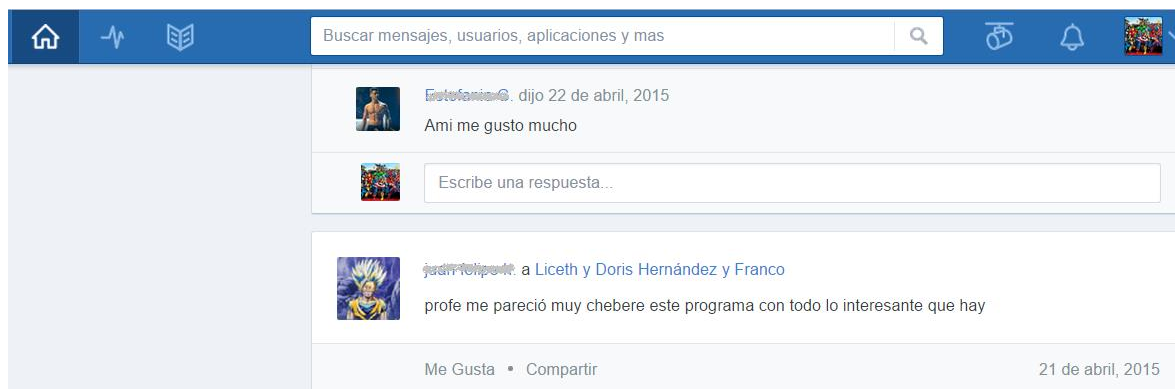 Buscar mensajes, usuarios, aplicaciones y mas
dijo 22 de abril, 2015
Ami me gusto mucho
Escribe una respuesta...
a Liceth y Doris Hernández y Franco
profe me pareció muy chebere este programa con todo lo interesante que hay
Me Gusta • Compartir 21 de abril, 2015